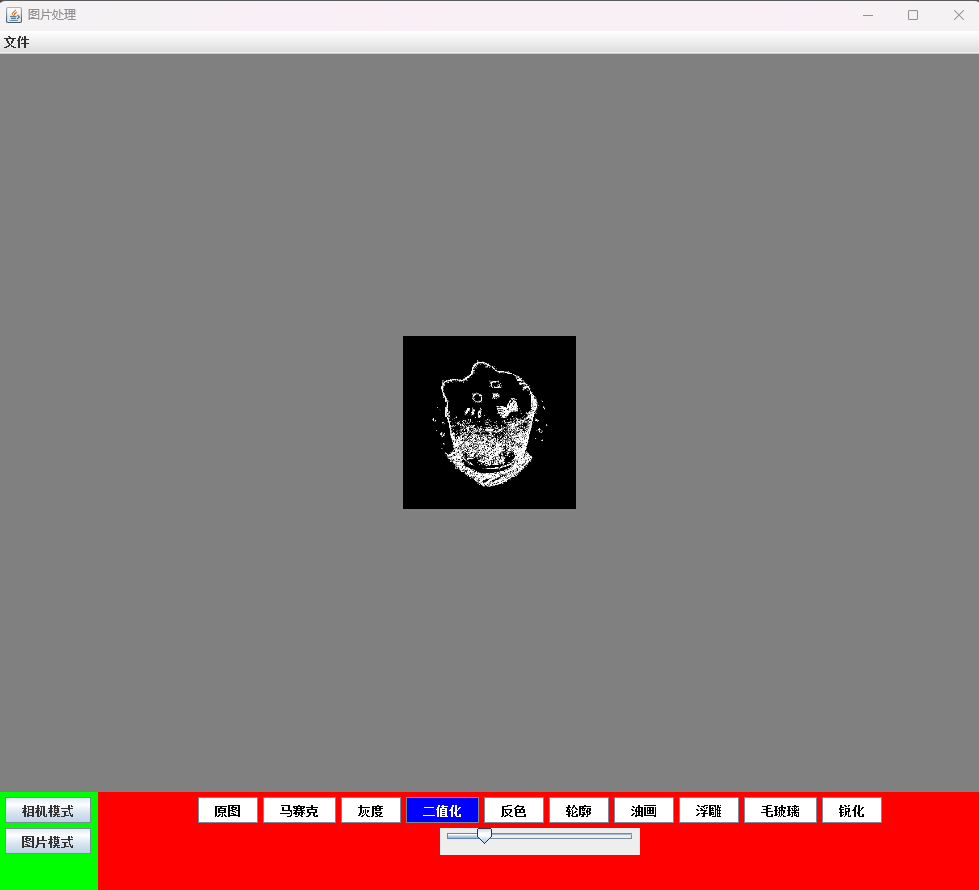 图片处理
文件
相机模式 原图 马赛克 灰度 二值化 反色 轮廓 油画 浮雕 毛玻璃 锐化
图片模式